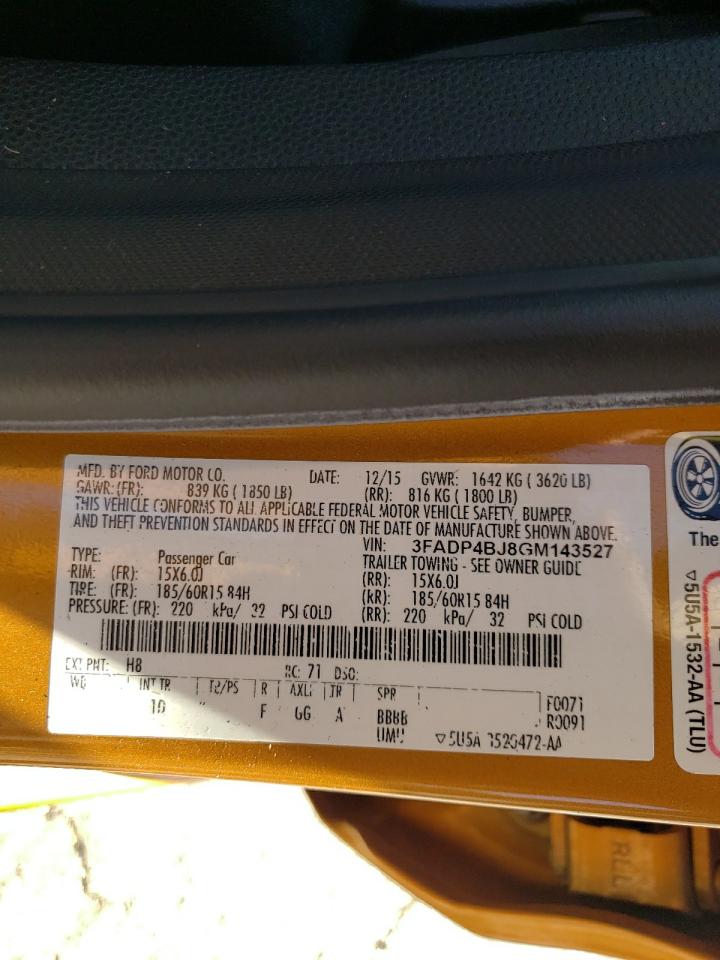 MFD. BY FORD MOTOR CO. DATE: 12/15 GVWR: 1642 KG ( 3620 LB)
GAWR: (FR): 839 KG ( 1850 LB) (RR): 816 KG ( 1800 LB)
THIS VEHICLE CONFORMS TO ALL APPLICABLE FEDERAL MOTOR VEHICLE SAFETY, BUMPER,
AND THEFT PREVENTION STANDARDS IN EFFECT ON THE DATE OF MANUFACTURE SHOWN ABOVE.
VIN: 3FADP4BJ8GM143527
TYPE: Passenger Car TRAILER TOWING - SEE OWNER GUIDE
RIM: (FR): 15X6.0J (RR): 15X6.0J
TIRE: (FR): 185/60R15 84H (RR): 185/60R15 84H
PRESSURE: (FR): 220 kPa/ 32 PSI COLD (RR): 220 kPa/ 32 PSI COLD
EXT PNT: H8 RC: 71 DSO:
WB INT TR TP/PS R AXLE TR SPR F0071
10 F GG A BBBB R0091
UMU ▽5U5A 1520472-AA
The
▽5U5A-1532-AA (TLU)